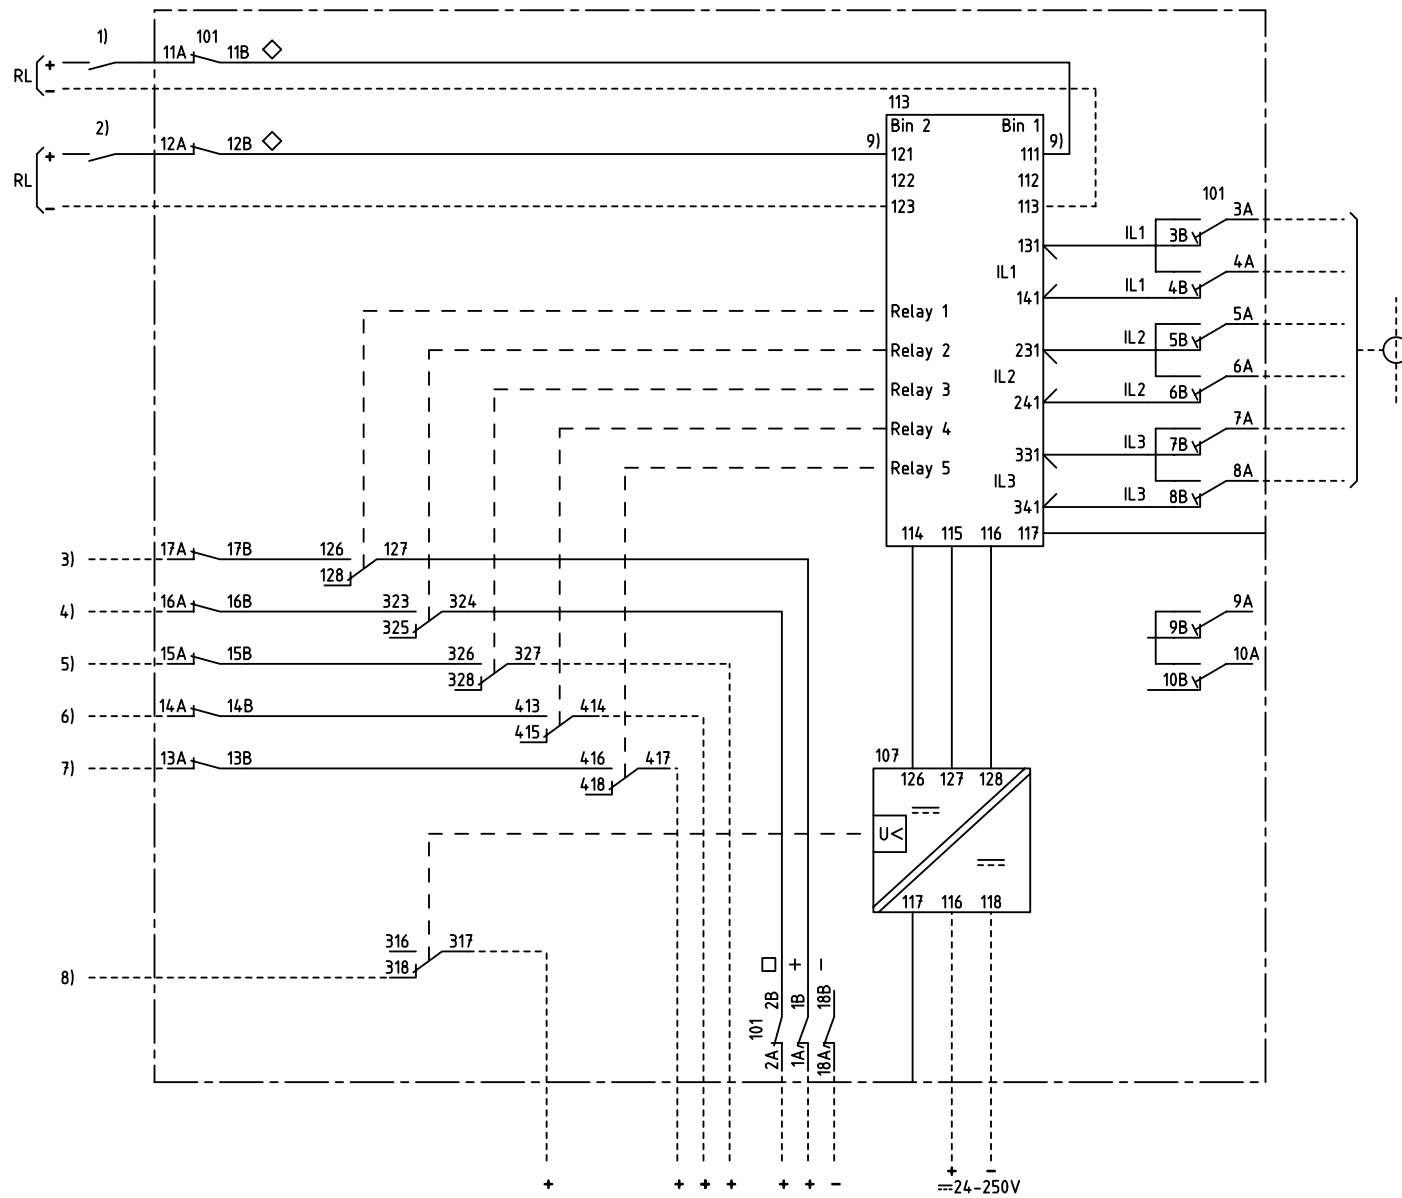 1)
11A 101 11B
RL + −
2)
12A 12B
RL + −
113
Bin 2 Bin 1
9) 121 111 9)
122 112
123 113
101
3A
131 IL1 3B
IL1
4A
141 IL1 4B
Relay 1
5A
Relay 2 231 IL2 5B
IL2
6A
Relay 3 241 IL2 6B
7A
Relay 4
331 IL3 7B
Relay 5
IL3
8A
341 IL3 8B
114 115 116 117
3) 17A 17B 126 127
128
4) 16A 16B 323 324
325
9A
9B
5) 15A 15B 326 327
328
10A
10B
6) 14A 14B 413 414
415
7) 13A 13B 416 417
418
107
126 127 128
U<
117 116 118
316 317
8) 318
+ −
2B 1B 18B
101
2A 1A 18A
+ −
+ + + + + + −
24-250V